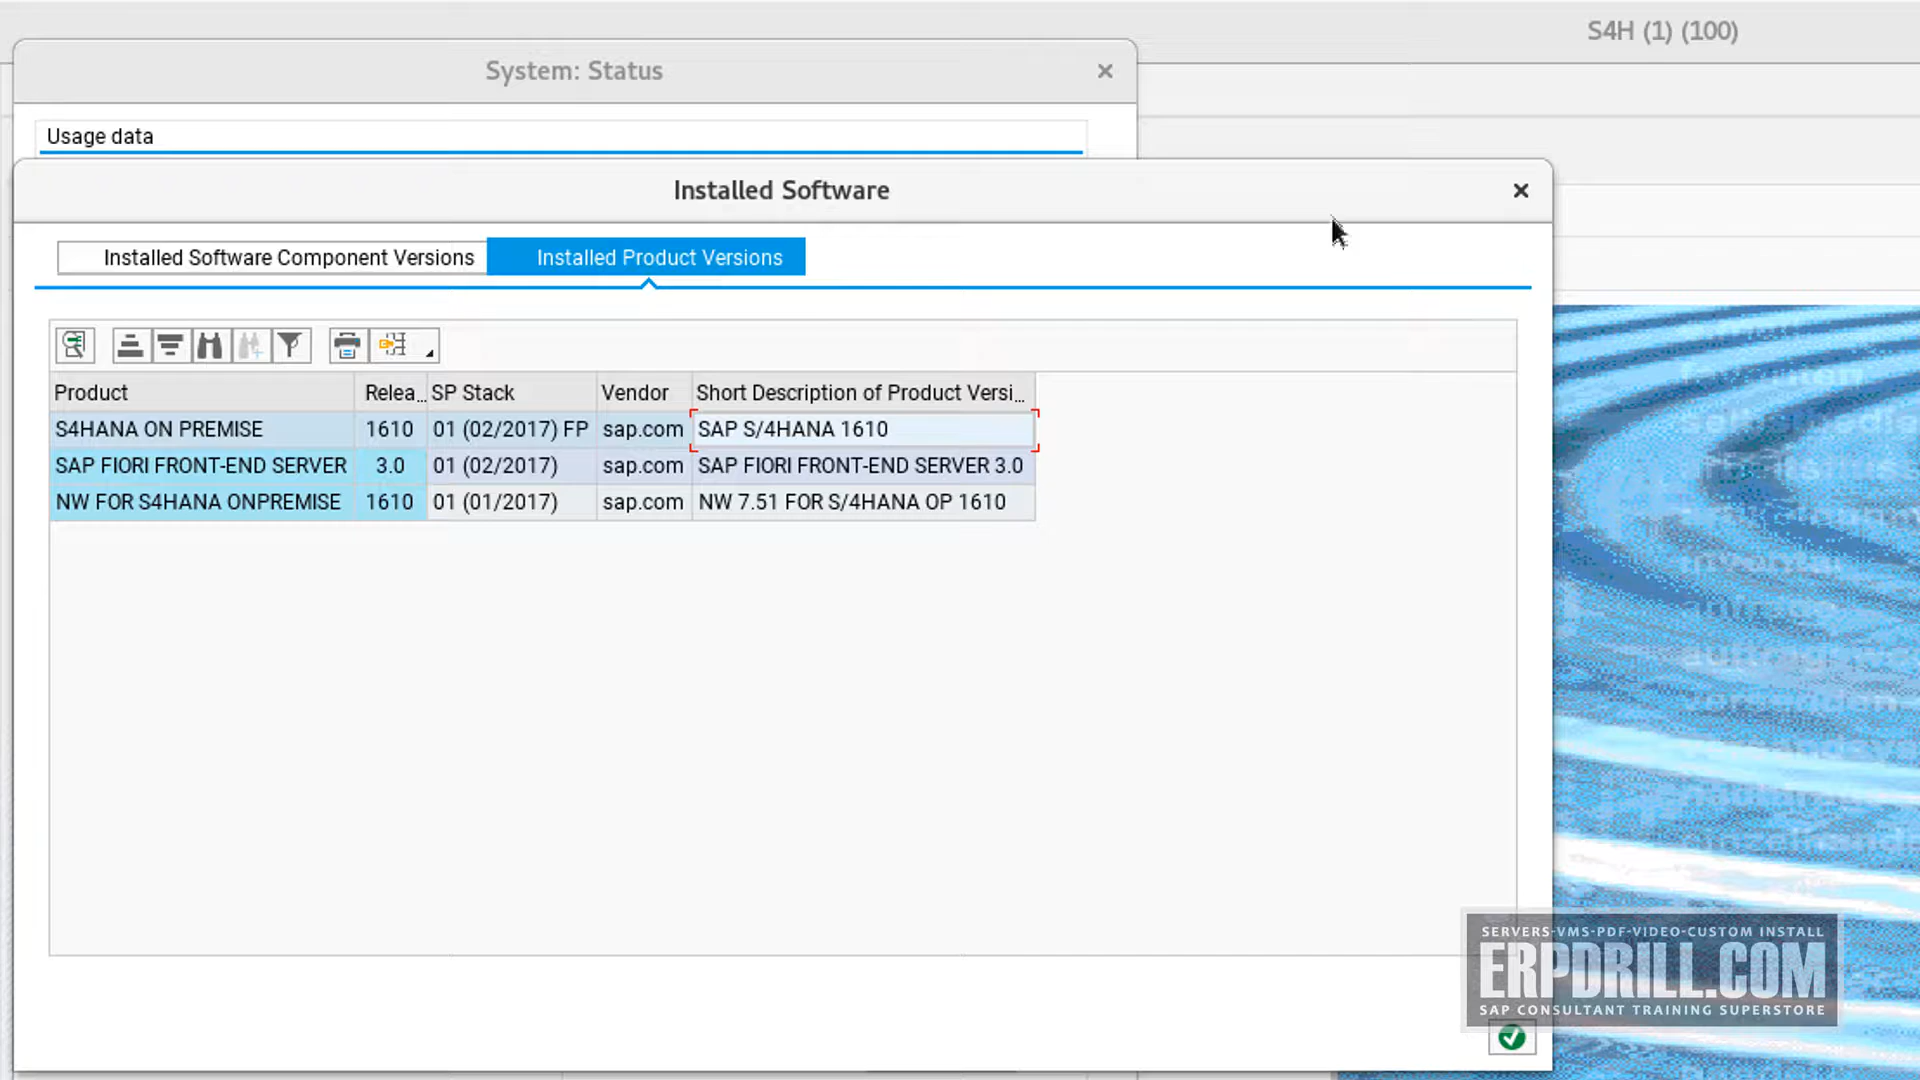 S4H (1) (100)
System: Status
Usage data
Installed Software
Installed Software Component Versions
Installed Product Versions
Product Relea... SP Stack Vendor Short Description of Product Versi...
S4HANA ON PREMISE 1610 01 (02/2017) FP sap.com SAP S/4HANA 1610
SAP FIORI FRONT-END SERVER 3.0 01 (02/2017) sap.com SAP FIORI FRONT-END SERVER 3.0
NW FOR S4HANA ONPREMISE 1610 01 (01/2017) sap.com NW 7.51 FOR S/4HANA OP 1610
SERVERS-VMS-PDF-VIDEO-CUSTOM INSTALL
ERPDRILL.COM
SAP CONSULTANT TRAINING SUPERSTORE